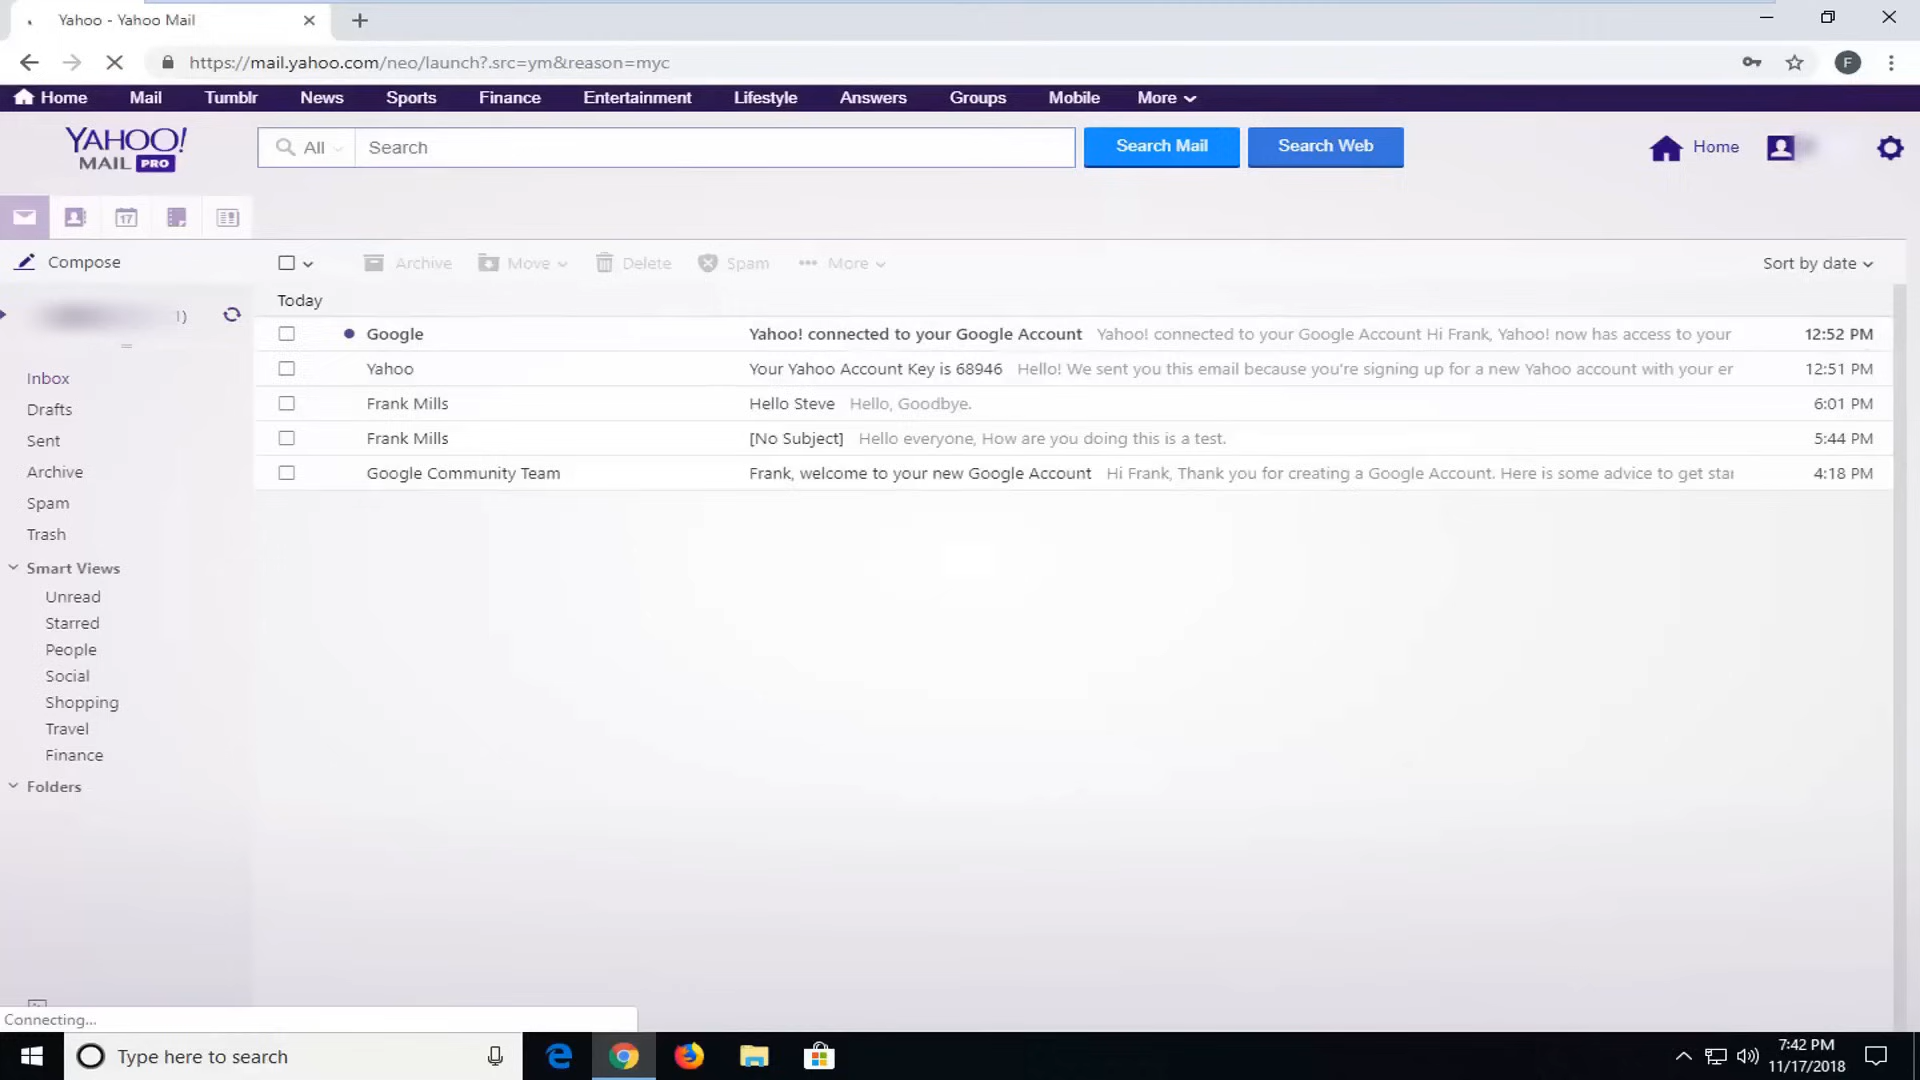 Yahoo - Yahoo Mail
https://mail.yahoo.com/neo/launch?.src=ym&reason=myc
F
Home Mail Tumblr News Sports Finance Entertainment Lifestyle Answers Groups Mobile More
YAHOO!
MAIL PRO
All Search Search Mail Search Web Home
17
Compose Archive Move Delete Spam More Sort by date
Today
1)
Google Yahoo! connected to your Google Account Yahoo! connected to your Google Account Hi Frank, Yahoo! now has access to your 12:52 PM
Yahoo Your Yahoo Account Key is 68946 Hello! We sent you this email because you're signing up for a new Yahoo account with your er 12:51 PM
Frank Mills Hello Steve Hello, Goodbye. 6:01 PM
Frank Mills [No Subject] Hello everyone, How are you doing this is a test. 5:44 PM
Google Community Team Frank, welcome to your new Google Account Hi Frank, Thank you for creating a Google Account. Here is some advice to get star 4:18 PM
Inbox
Drafts
Sent
Archive
Spam
Trash
Smart Views
Unread
Starred
People
Social
Shopping
Travel
Finance
Folders
Connecting...
Type here to search
7:42 PM
11/17/2018